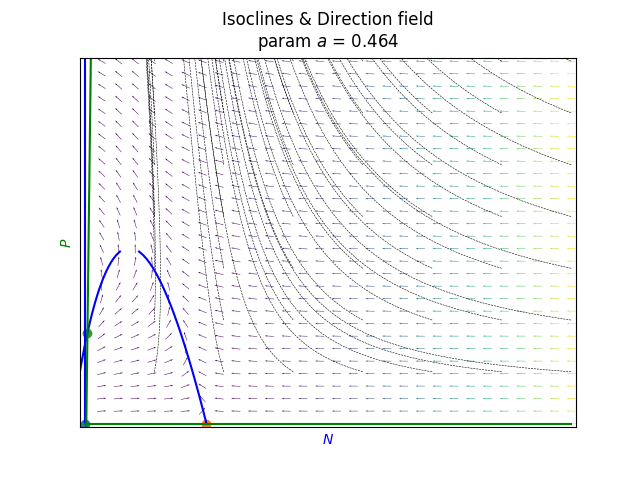 Isoclines & Direction field
param a = 0.464
P
N